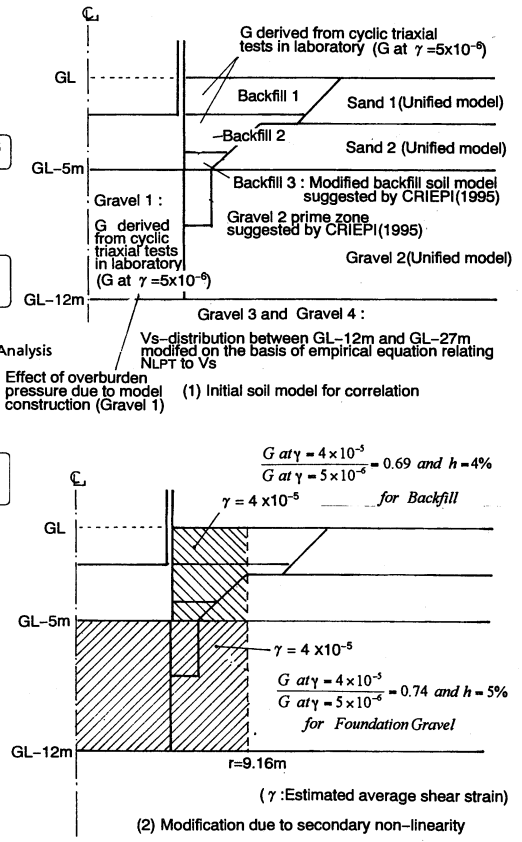 ℄
G derived from cyclic triaxial
tests in laboratory (G at γ=5x10⁻⁶)
GL
Backfill 1
Sand 1(Unified model)
Backfill 2
Sand 2 (Unified model)
GL-5m
Backfill 3 : Modified backfill soil model
suggested by CRIEPI(1995)
Gravel 1 :
Gravel 2 prime zone
suggested by CRIEPI(1995)
G derived
from cyclic
triaxial tests
in laboratory
(G at γ=5x10⁻⁶)
Gravel 2(Unified model)
GL-12m
Gravel 3 and Gravel 4 :
Vs-distribution between GL-12m and GL-27m
modifed on the basis of empirical equation relating
NLPT to Vs
Analysis
Effect of overburden
pressure due to model
construction (Gravel 1)
(1) Initial soil model for correlation
G at γ = 4×10⁻⁵ / G at γ = 5×10⁻⁶ = 0.69 and h=4%
℄
γ = 4 x10⁻⁵
for Backfill
GL
GL-5m
γ = 4 x10⁻⁵
G at γ = 4×10⁻⁵ / G at γ = 5×10⁻⁶ = 0.74 and h=5%
for Foundation Gravel
GL-12m
r=9.16m
(γ :Estimated average shear strain)
(2) Modification due to secondary non-linearity